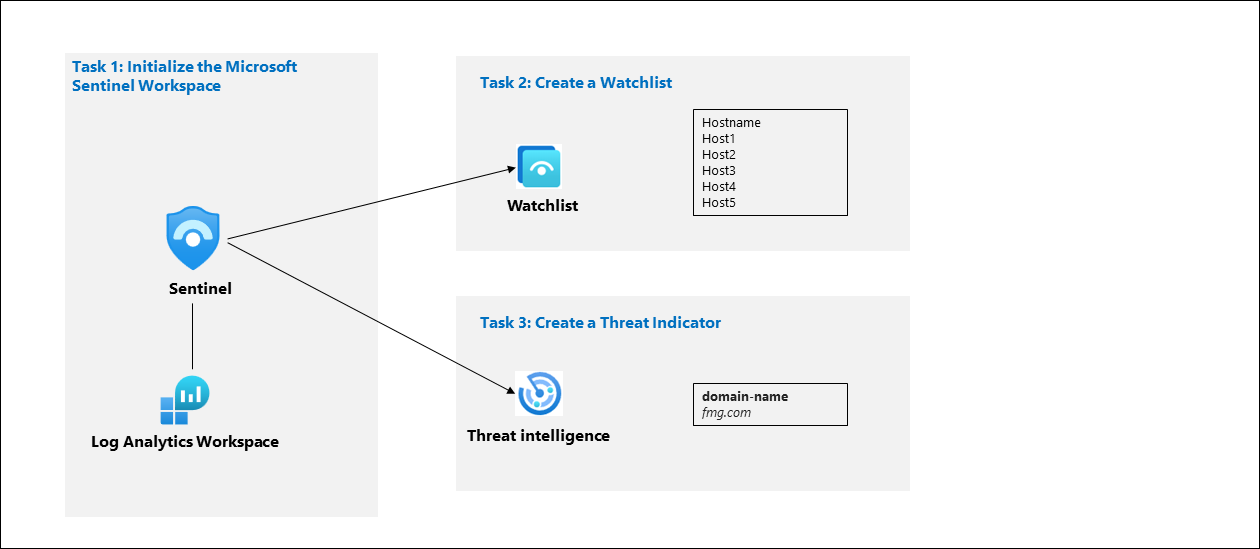 Task 1: Initialize the Microsoft
Sentinel Workspace
Sentinel
Log Analytics Workspace
Task 2: Create a Watchlist
Watchlist
Hostname
Host1
Host2
Host3
Host4
Host5
Task 3: Create a Threat Indicator
Threat intelligence
domain-name
fmg.com